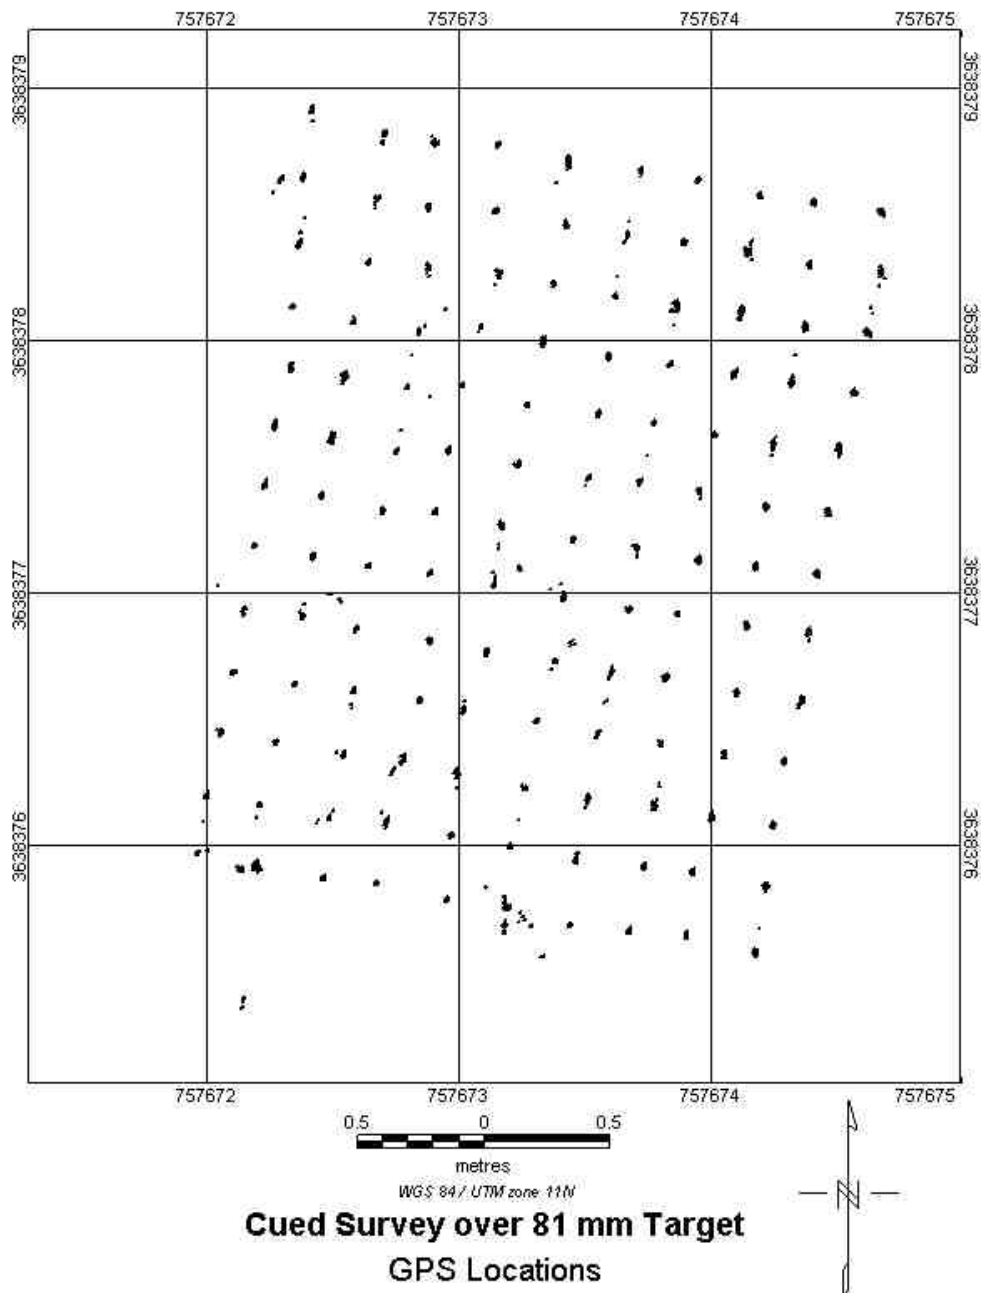 757672 757673 757674 757675
3638379 3638379
3638378 3638378
3638377 3638377
3638376 3638376
757672 757673 757674 757675
0.5 0 0.5
metres
WGS 84 / UTM zone 11N
N
Cued Survey over 81 mm Target
GPS Locations